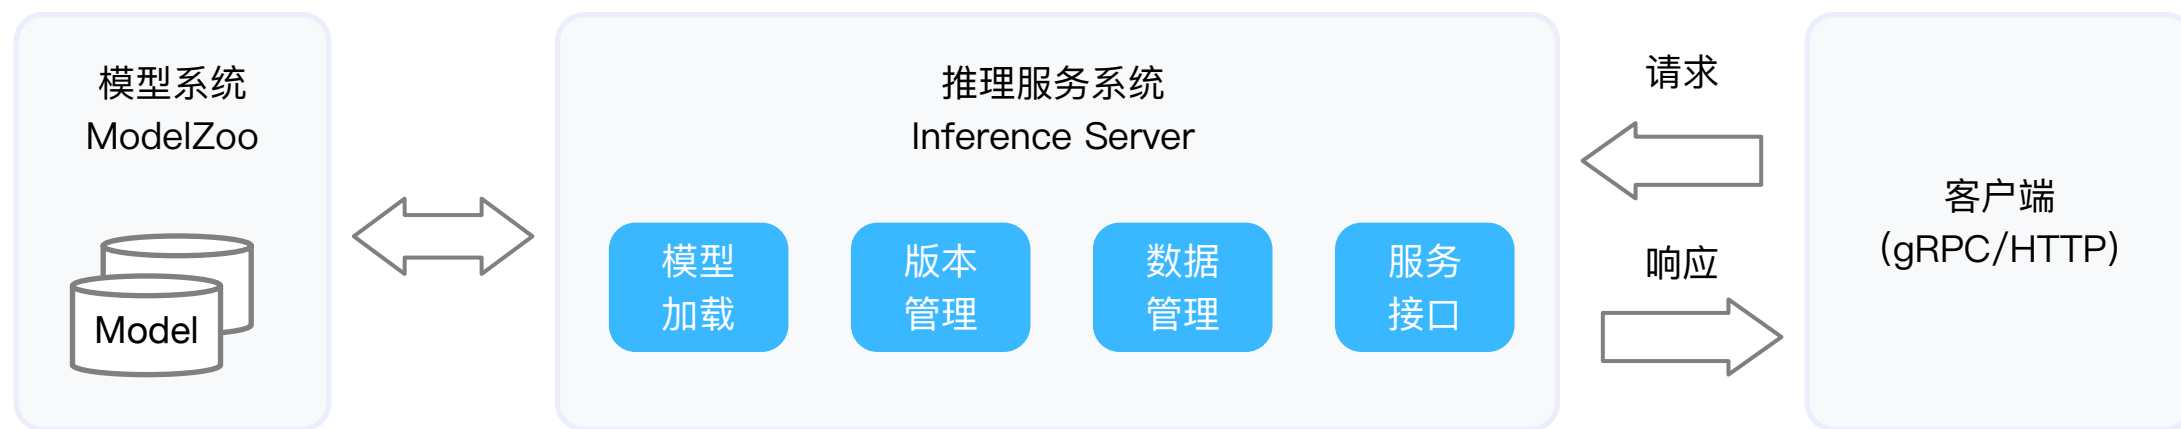 模型系统
ModelZoo
Model
推理服务系统
Inference Server
模型
加载
版本
管理
数据
管理
服务
接口
请求
响应
客户端
(gRPC/HTTP)